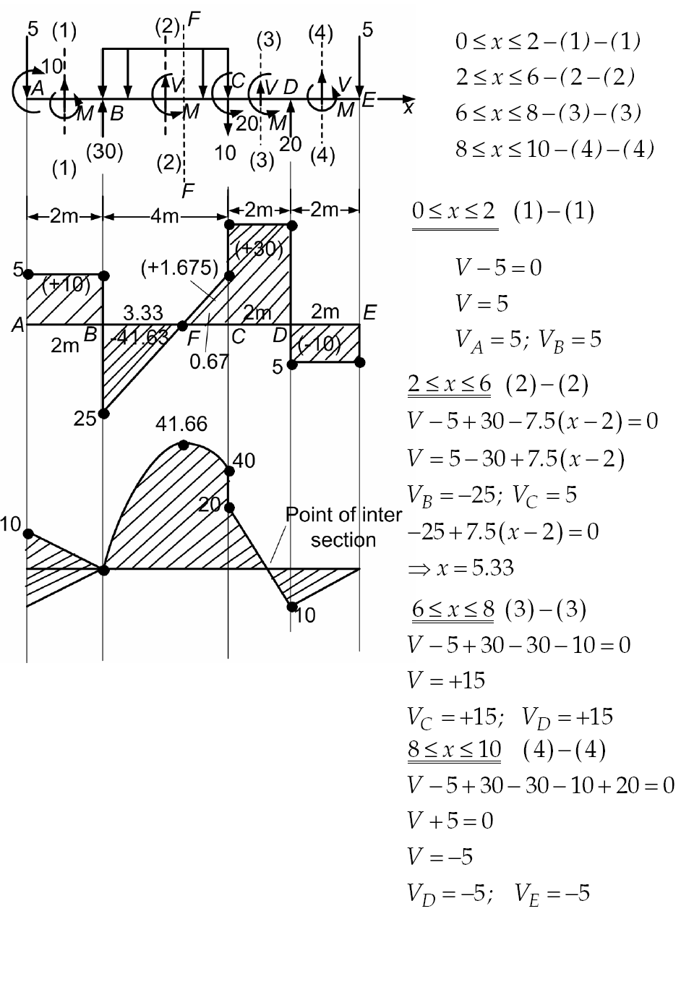 5 (1) (2) F (3) (4) 5
10 A V C V D V E x
M B M 20 M M
(30) 10 20
(1) (2) (3) (4)
F
2m 4m 2m 2m
5 (+10) (+1.675) (+30)
A 2m B 3.33 -41.63 F 0.67 C 2m D 2m E
(-10)
5
25
41.66
40
20
10
Point of inter
section
10
0 ≤ x ≤ 2 – (1) – (1)
2 ≤ x ≤ 6 – (2 – (2)
6 ≤ x ≤ 8 – (3) – (3)
8 ≤ x ≤ 10 – (4) – (4)
0 ≤ x ≤ 2 (1) – (1)
V – 5 = 0
V = 5
V_A = 5; V_B = 5
2 ≤ x ≤ 6 (2) – (2)
V – 5 + 30 – 7.5(x – 2) = 0
V = 5 – 30 + 7.5(x – 2)
V_B = –25; V_C = 5
–25 + 7.5(x – 2) = 0
⇒ x = 5.33
6 ≤ x ≤ 8 (3) – (3)
V – 5 + 30 – 30 – 10 = 0
V = +15
V_C = +15; V_D = +15
8 ≤ x ≤ 10 (4) – (4)
V – 5 + 30 – 30 – 10 + 20 = 0
V + 5 = 0
V = –5
V_D = –5; V_E = –5